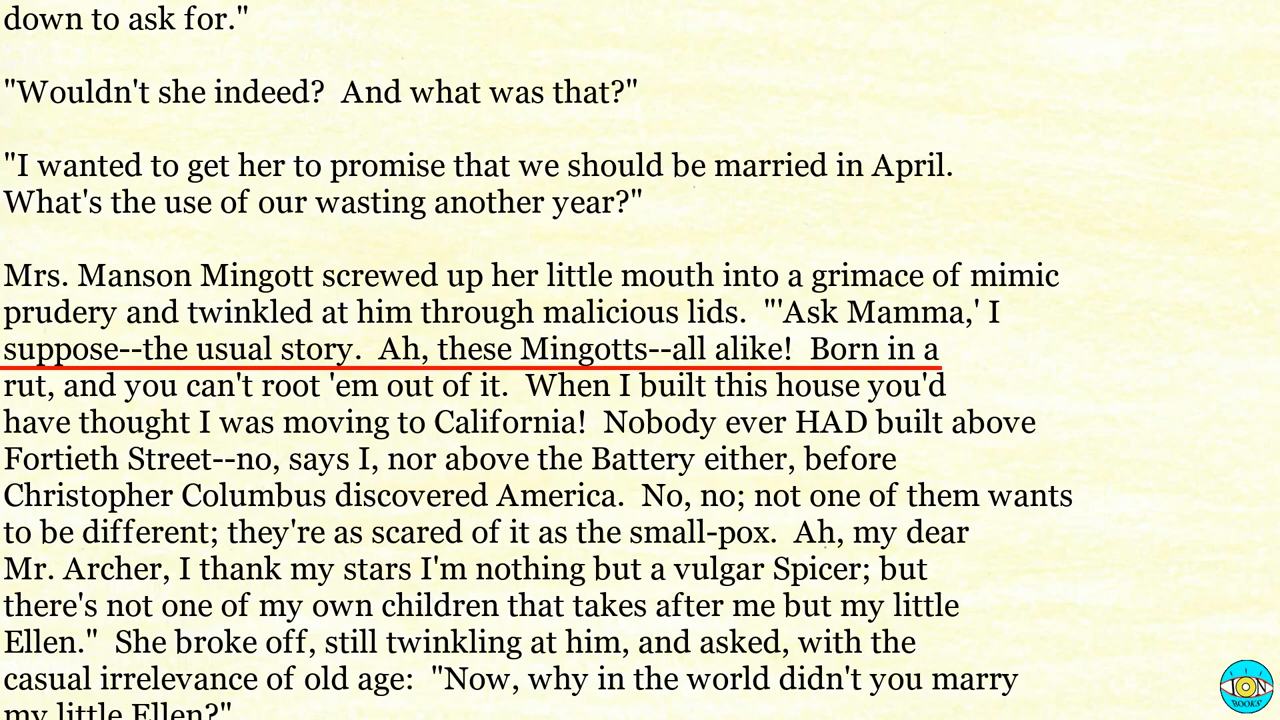 down to ask for."
"Wouldn't she indeed?  And what was that?"
"I wanted to get her to promise that we should be married in April.
What's the use of our wasting another year?"
Mrs. Manson Mingott screwed up her little mouth into a grimace of mimic
prudery and twinkled at him through malicious lids.  "'Ask Mamma,' I
suppose--the usual story.  Ah, these Mingotts--all alike!  Born in a
rut, and you can't root 'em out of it.  When I built this house you'd
have thought I was moving to California!  Nobody ever HAD built above
Fortieth Street--no, says I, nor above the Battery either, before
Christopher Columbus discovered America.  No, no; not one of them wants
to be different; they're as scared of it as the small-pox.  Ah, my dear
Mr. Archer, I thank my stars I'm nothing but a vulgar Spicer; but
there's not one of my own children that takes after me but my little
Ellen."  She broke off, still twinkling at him, and asked, with the
casual irrelevance of old age:  "Now, why in the world didn't you marry
my little Ellen?"
ION
BOOKS